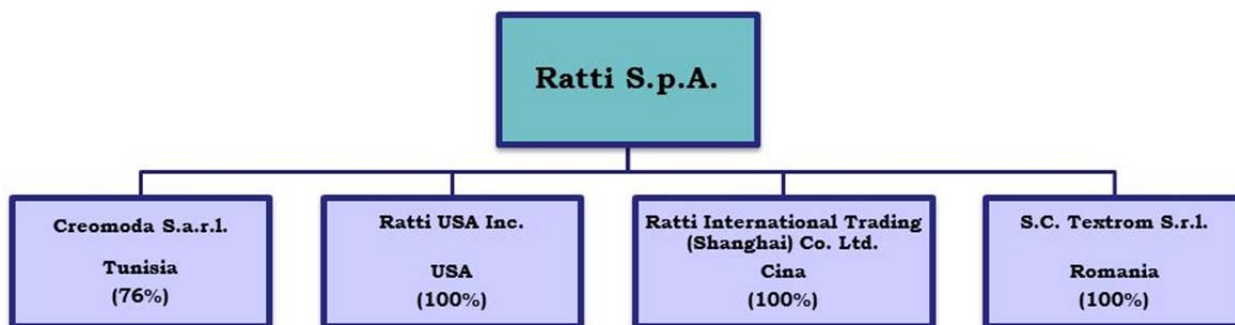 Ratti S.p.A.
Creomoda S.a.r.l.
Tunisia
(76%)
Ratti USA Inc.
USA
(100%)
Ratti International Trading
(Shanghai) Co. Ltd.
Cina
(100%)
S.C. Textrom S.r.l.
Romania
(100%)